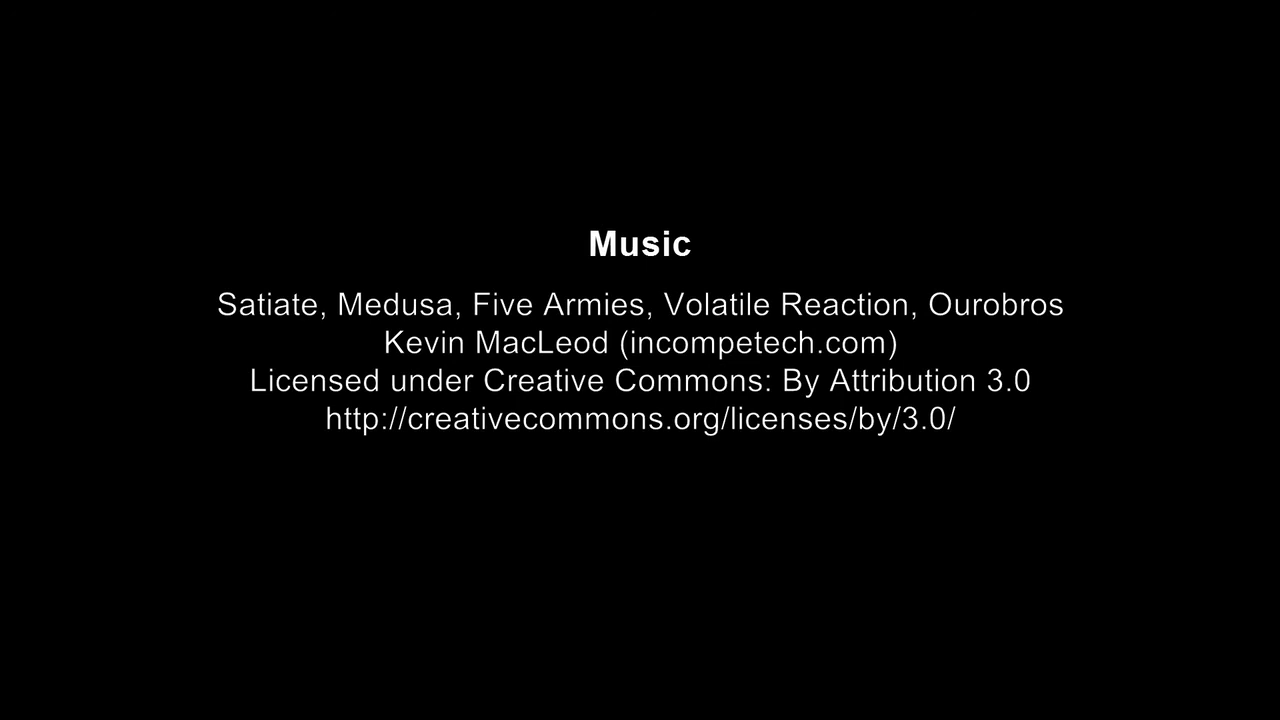 Music
Satiate, Medusa, Five Armies, Volatile Reaction, Ourobros
Kevin MacLeod (incompetech.com)
Licensed under Creative Commons: By Attribution 3.0
http://creativecommons.org/licenses/by/3.0/